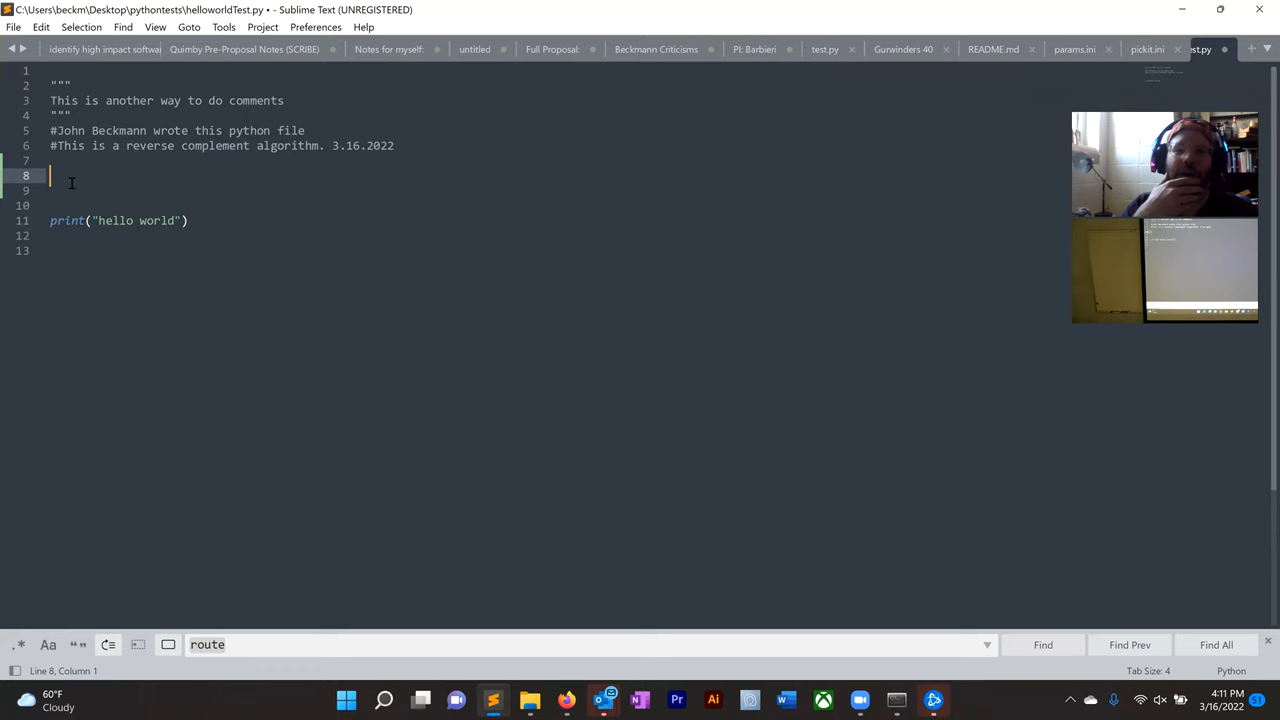 C:\Users\beckm\Desktop\pythontests\helloworldTest.py • - Sublime Text (UNREGISTERED)
File Edit Selection Find View Goto Tools Project Preferences Help
identify high impact softwai Quimby Pre-Proposal Notes (SCRIBE) Notes for myself: untitled Full Proposal: Beckmann Criticisms PI: Barbieri test.py Gurwinders 40 README.md params.ini pickit.ini est.py
1
2 """
3 This is another way to do comments
4 """
5 #John Beckmann wrote this python file
6 #This is a reverse complement algorithm. 3.16.2022
7
8
9
10
11 print("hello world")
12
13
.* Aa “” route Find Find Prev Find All
Line 8, Column 1 Tab Size: 4 Python
60°F
Cloudy
4:11 PM
3/16/2022 51